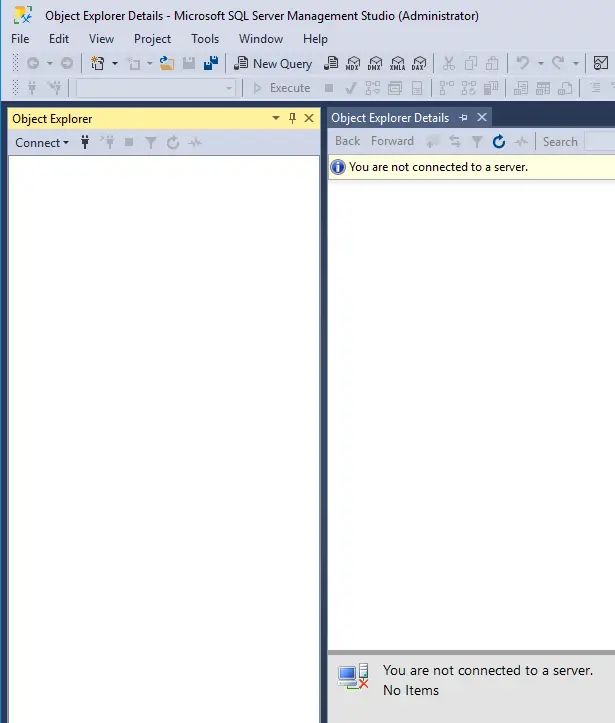 Object Explorer Details - Microsoft SQL Server Management Studio (Administrator)
File Edit View Project Tools Window Help
New Query MDX DMX XMLA DAX
Execute
Object Explorer
Connect
Object Explorer Details
Back Forward Search
You are not connected to a server.
You are not connected to a server.
No Items